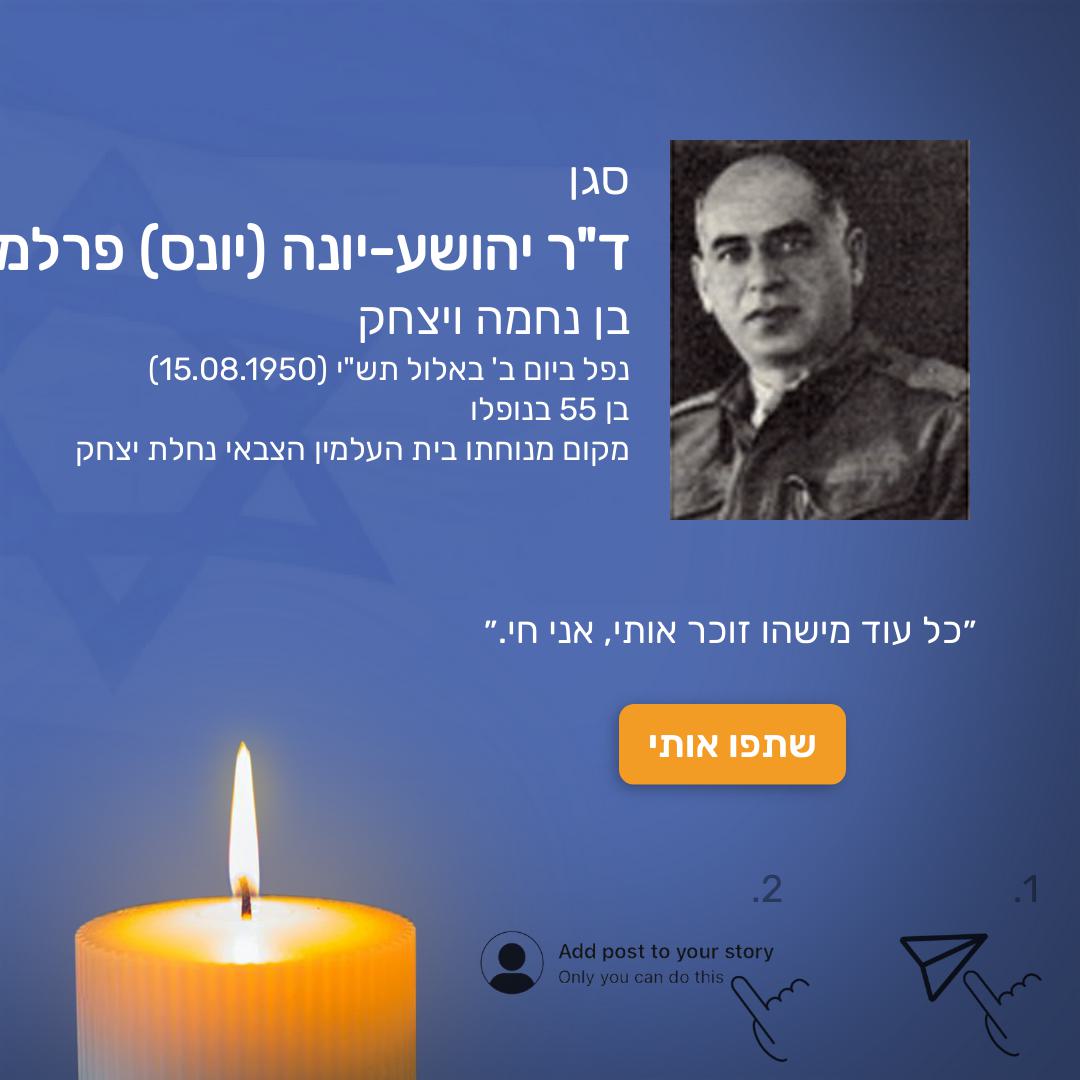 סגן
ד"ר יהושע-יונה (יונס) פרלמ
בן נחמה ויצחק
נפל ביום ב' באלול תש"י (15.08.1950)
בן 55 בנופלו
מקום מנוחתו בית העלמין הצבאי נחלת יצחק
״כל עוד מישהו זוכר אותי, אני חי.״
שתפו אותי
.1
.2
Add post to your story
Only you can do this